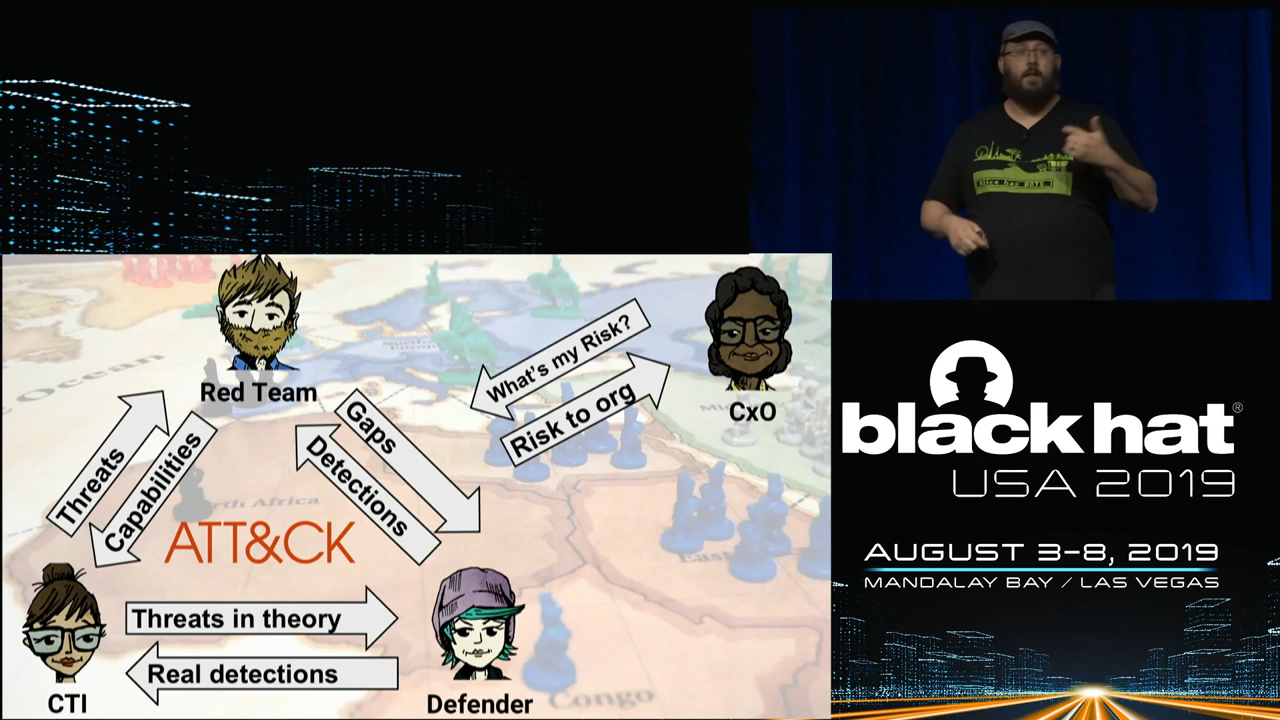 Red Team
CxO
What's my Risk?
Risk to org
Threats
Capabilities
Gaps
Detections
ATT&CK
Threats in theory
Real detections
CTI
Defender
black hat®
USA 2019
AUGUST 3-8, 2019
MANDALAY BAY / LAS VEGAS